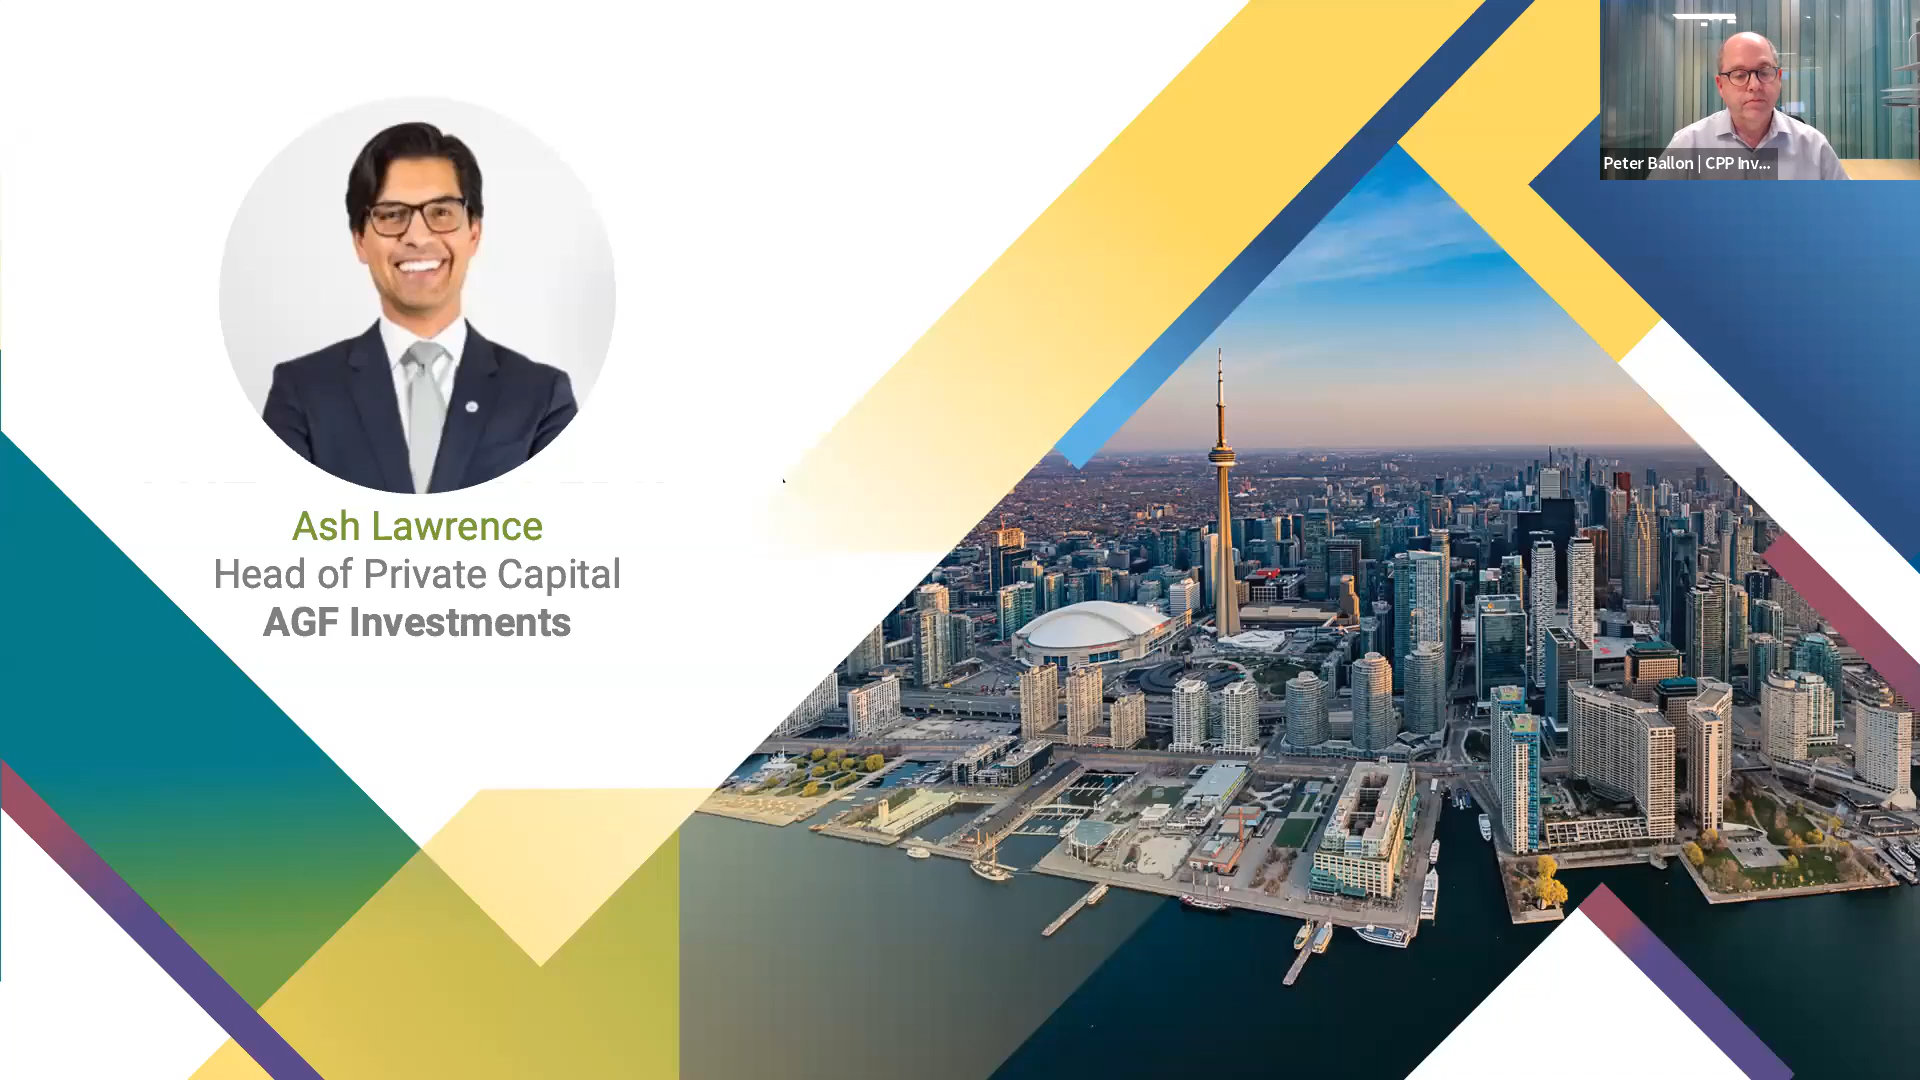 Peter Ballon | CPP Inv...
Ash Lawrence
Head of Private Capital
AGF Investments